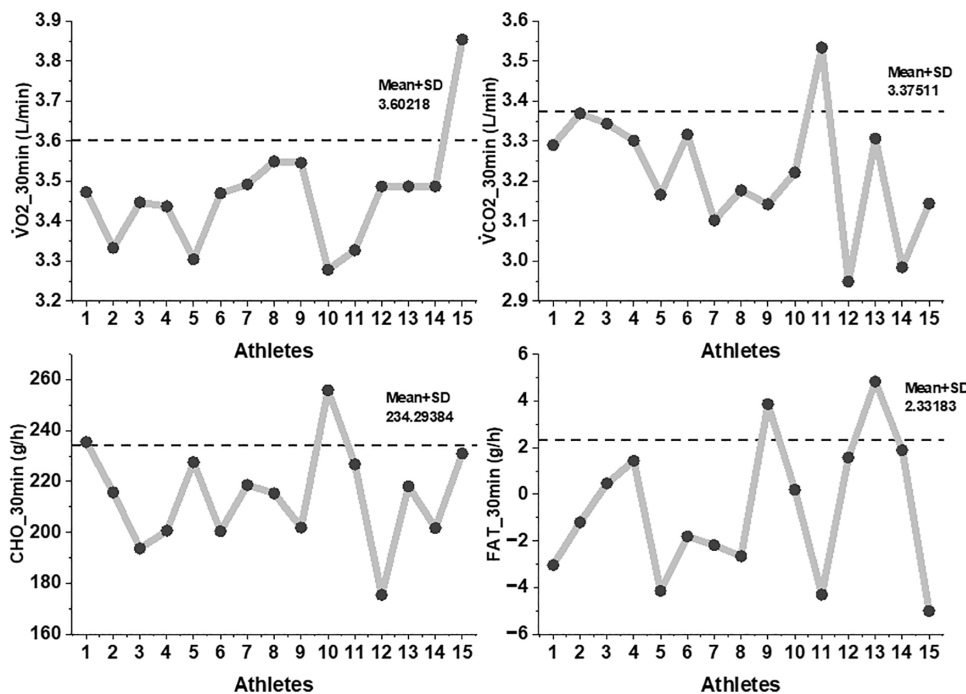 3.9
3.8
3.7
3.6
3.5
3.4
3.3
3.2
V̇O2_30min (L/min)
Mean+SD
3.60218
1 2 3 4 5 6 7 8 9 10 11 12 13 14 15
Athletes
3.6
3.5
3.4
3.3
3.2
3.1
3.0
2.9
V̇CO2_30min (L/min)
Mean+SD
3.37511
1 2 3 4 5 6 7 8 9 10 11 12 13 14 15
Athletes
260
240
220
200
180
160
CHO_30min (g/h)
Mean+SD
234.29384
1 2 3 4 5 6 7 8 9 10 11 12 13 14 15
Athletes
6
4
2
0
−2
−4
−6
FAT_30min (g/h)
Mean+SD
2.33183
1 2 3 4 5 6 7 8 9 10 11 12 13 14 15
Athletes